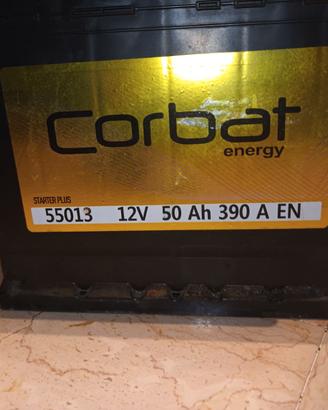 Corbat
energy
STARTER PLUS
55013 12V 50 Ah 390 A EN